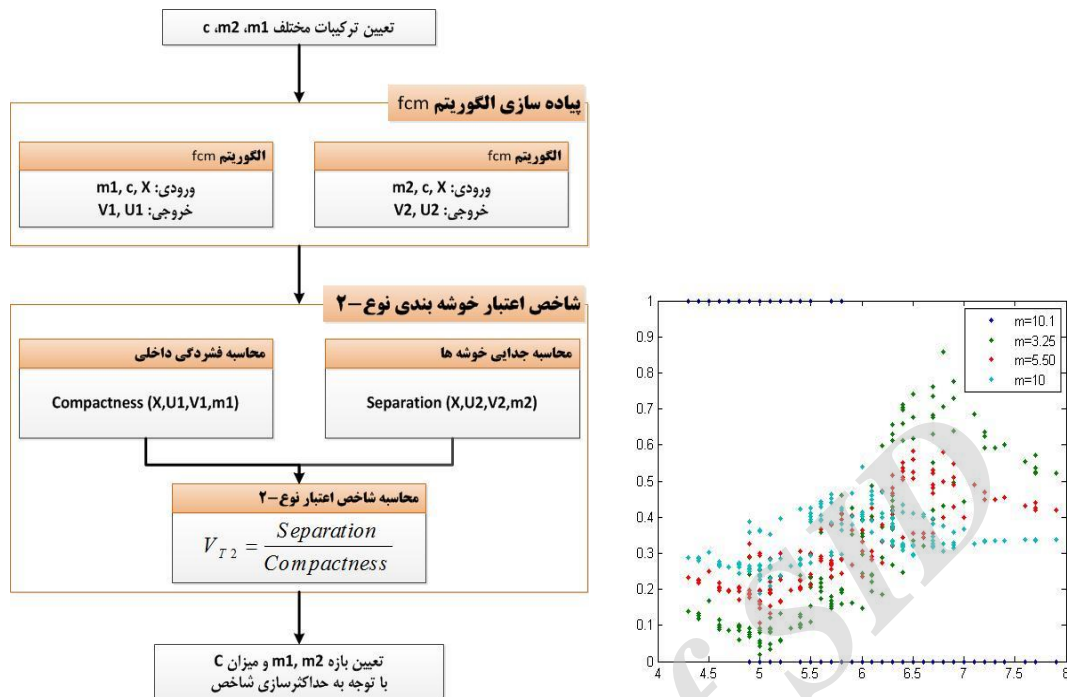 تعیین ترکیبات مختلف c ،m2 ،m1
پیاده سازی الگوریتم fcm
الگوریتم fcm
ورودی: m1, c, X
خروجی: V1, U1
الگوریتم fcm
ورودی: m2, c, X
خروجی: V2, U2
شاخص اعتبار خوشه بندی نوع-۲
محاسبه فشردگی داخلی
Compactness (X,U1,V1,m1)
محاسبه جدایی خوشه ها
Separation (X,U2,V2,m2)
محاسبه شاخص اعتبار نوع-۲
V_{T2} = Separation / Compactness
تعیین بازه m1, m2 و میزان C
با توجه به حداکثرسازی شاخص
1
0.9
0.8
0.7
0.6
0.5
0.4
0.3
0.2
0.1
0
4
4.5
5
5.5
6
6.5
7
7.5
8
m=10.1
m=3.25
m=5.50
m=10
f SID